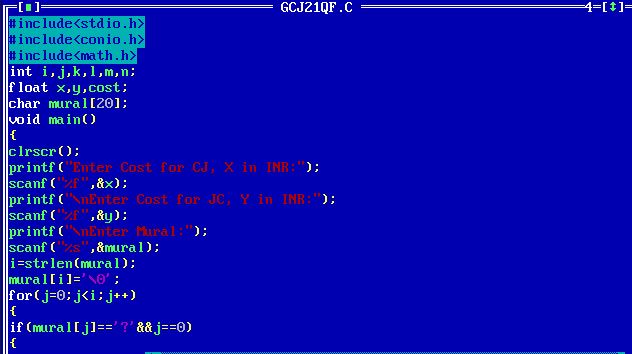 [■] GCJ21QF.C 4=[↕]
#include<stdio.h>
#include<conio.h>
#include<math.h>
int i,j,k,l,m,n;
float x,y,cost;
char mural[20];
void main()
{
clrscr();
printf("Enter Cost for CJ, X in INR:");
scanf("%f",&x);
printf("\nEnter Cost for JC, Y in INR:");
scanf("%f",&y);
printf("\nEnter Mural:");
scanf("%s",&mural);
i=strlen(mural);
mural[i]='\0';
for(j=0;j<i;j++)
{
if(mural[j]=='?'&&j==0)
{